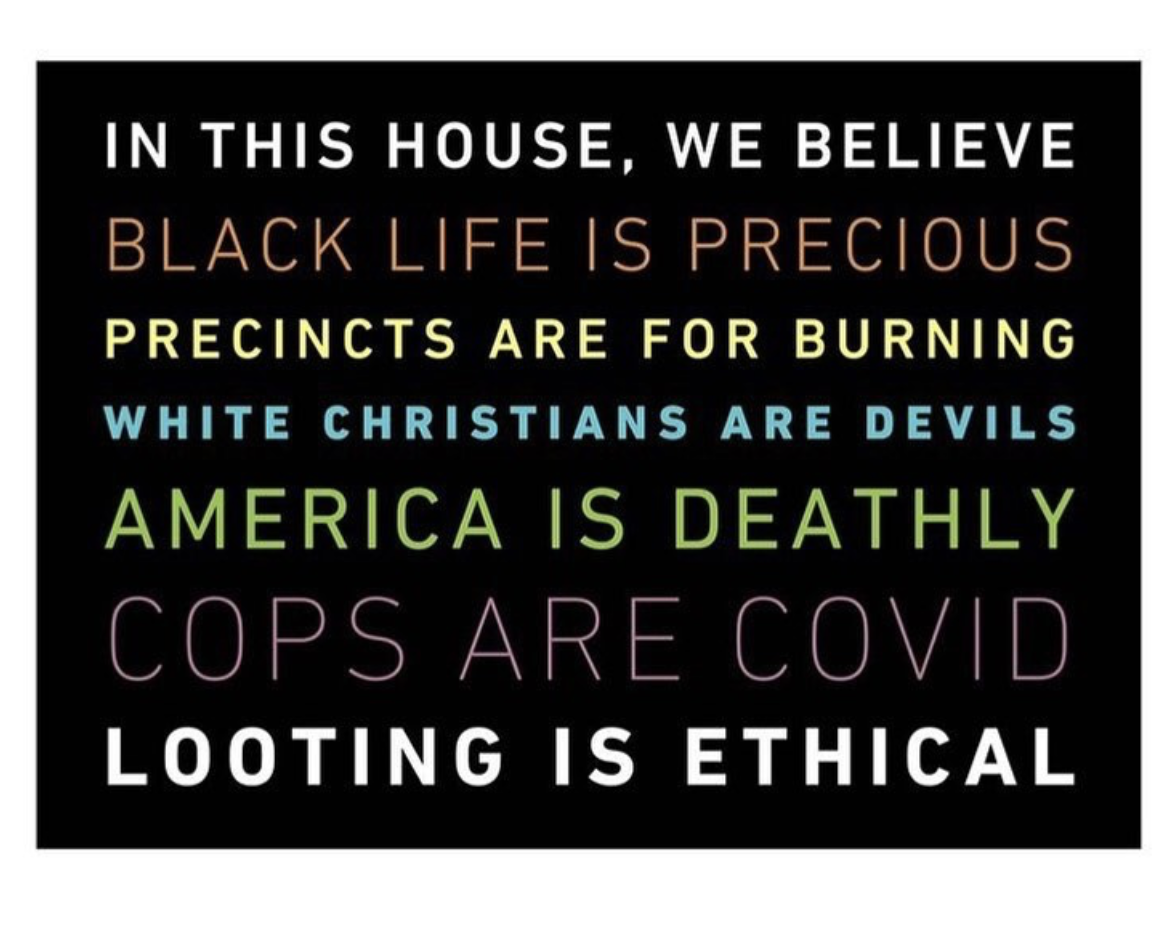 IN THIS HOUSE, WE BELIEVE
BLACK LIFE IS PRECIOUS
PRECINCTS ARE FOR BURNING
WHITE CHRISTIANS ARE DEVILS
AMERICA IS DEATHLY
COPS ARE COVID
LOOTING IS ETHICAL